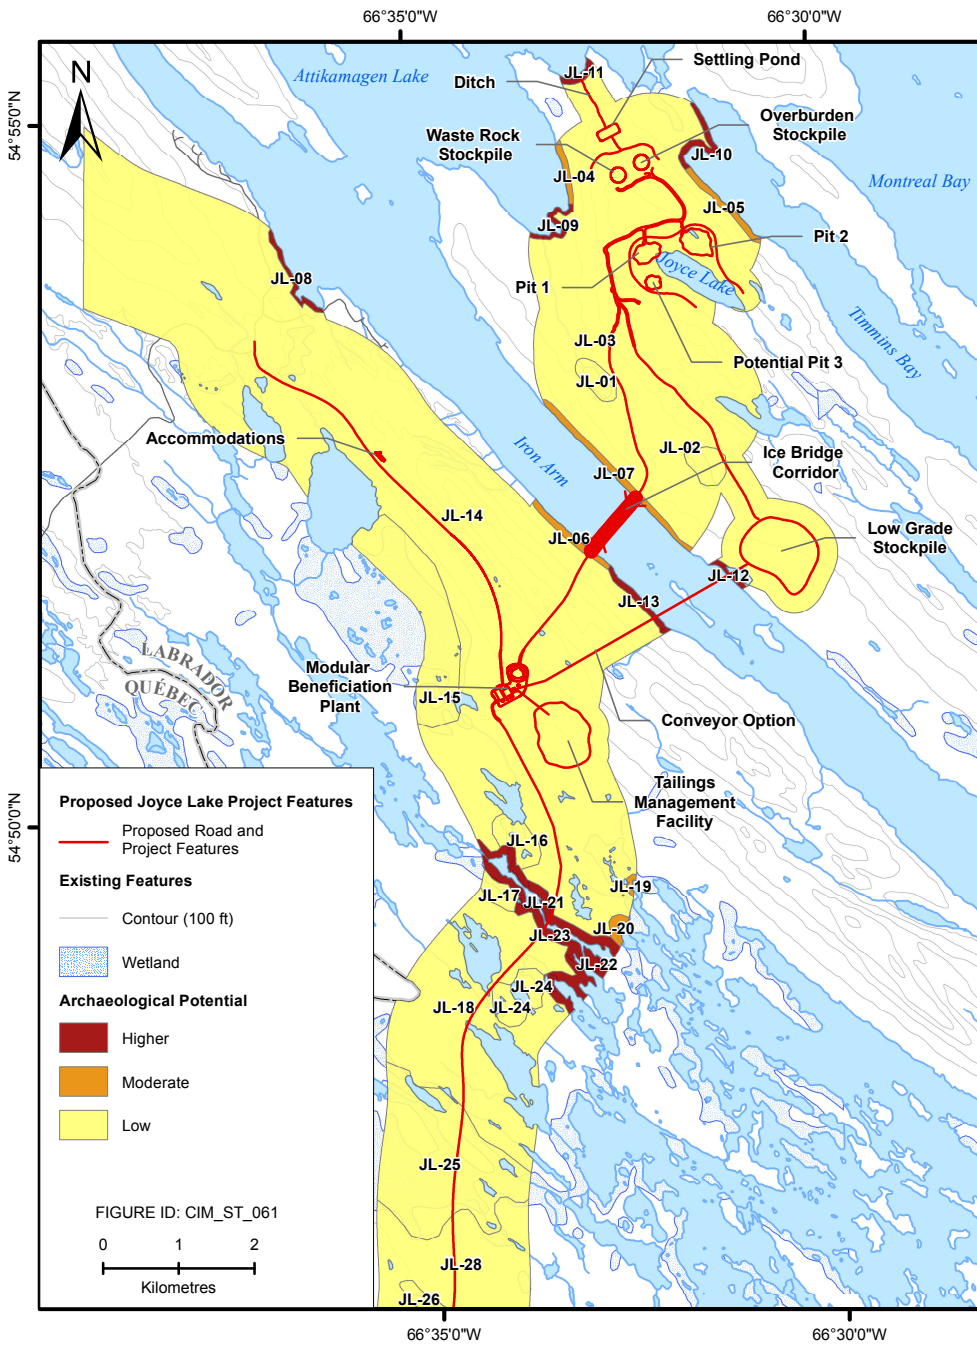 66°35'0"W
66°30'0"W
N
Attikamagen Lake
Ditch
JL-11
Settling Pond
54°55'0"N
Waste Rock
Stockpile
Overburden
Stockpile
JL-10
JL-04
JL-05
Montreal Bay
JL-09
Pit 2
JL-08
Joyce Lake
Pit 1
Timmins Bay
JL-03
Potential Pit 3
JL-01
Accommodations
Iron Arm
JL-02
Ice Bridge
Corridor
JL-07
JL-14
JL-06
Low Grade
Stockpile
JL-12
JL-13
LABRADOR
QUÉBEC
Modular
Beneficiation
Plant
JL-15
Conveyor Option
Tailings
Management
Facility
54°50'0"N
JL-16
JL-19
JL-17
JL-21
JL-20
JL-23
JL-22
JL-24
JL-24
JL-18
JL-25
JL-28
JL-26
Proposed Joyce Lake Project Features
Proposed Road and
Project Features
Existing Features
Contour (100 ft)
Wetland
Archaeological Potential
Higher
Moderate
Low
FIGURE ID: CIM_ST_061
0 1 2
Kilometres
66°35'0"W
66°30'0"W